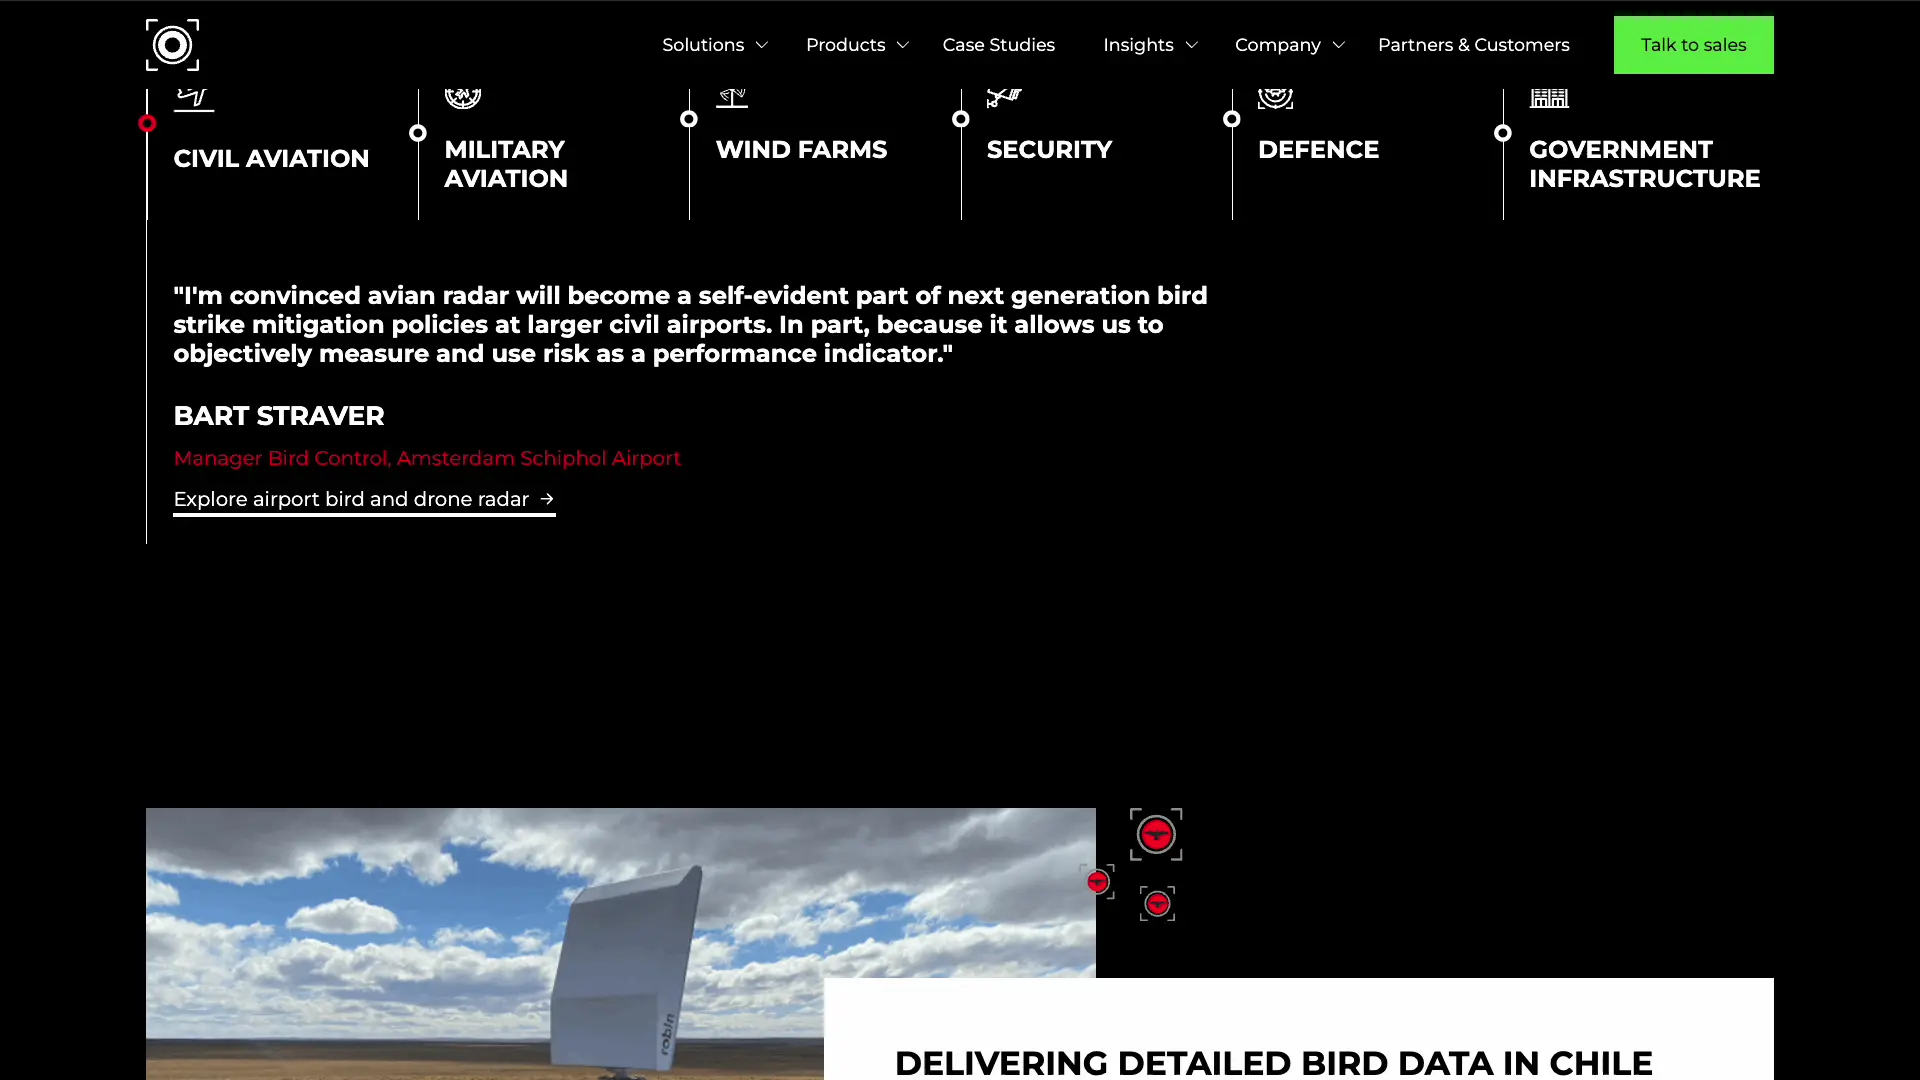 Solutions
Products
Case Studies
Insights
Company
Partners & Customers
Talk to sales
CIVIL AVIATION
MILITARY
AVIATION
WIND FARMS
SECURITY
DEFENCE
GOVERNMENT
INFRASTRUCTURE
"I'm convinced avian radar will become a self-evident part of next generation bird
strike mitigation policies at larger civil airports. In part, because it allows us to
objectively measure and use risk as a performance indicator."
BART STRAVER
Manager Bird Control, Amsterdam Schiphol Airport
Explore airport bird and drone radar →
robin
DELIVERING DETAILED BIRD DATA IN CHILE